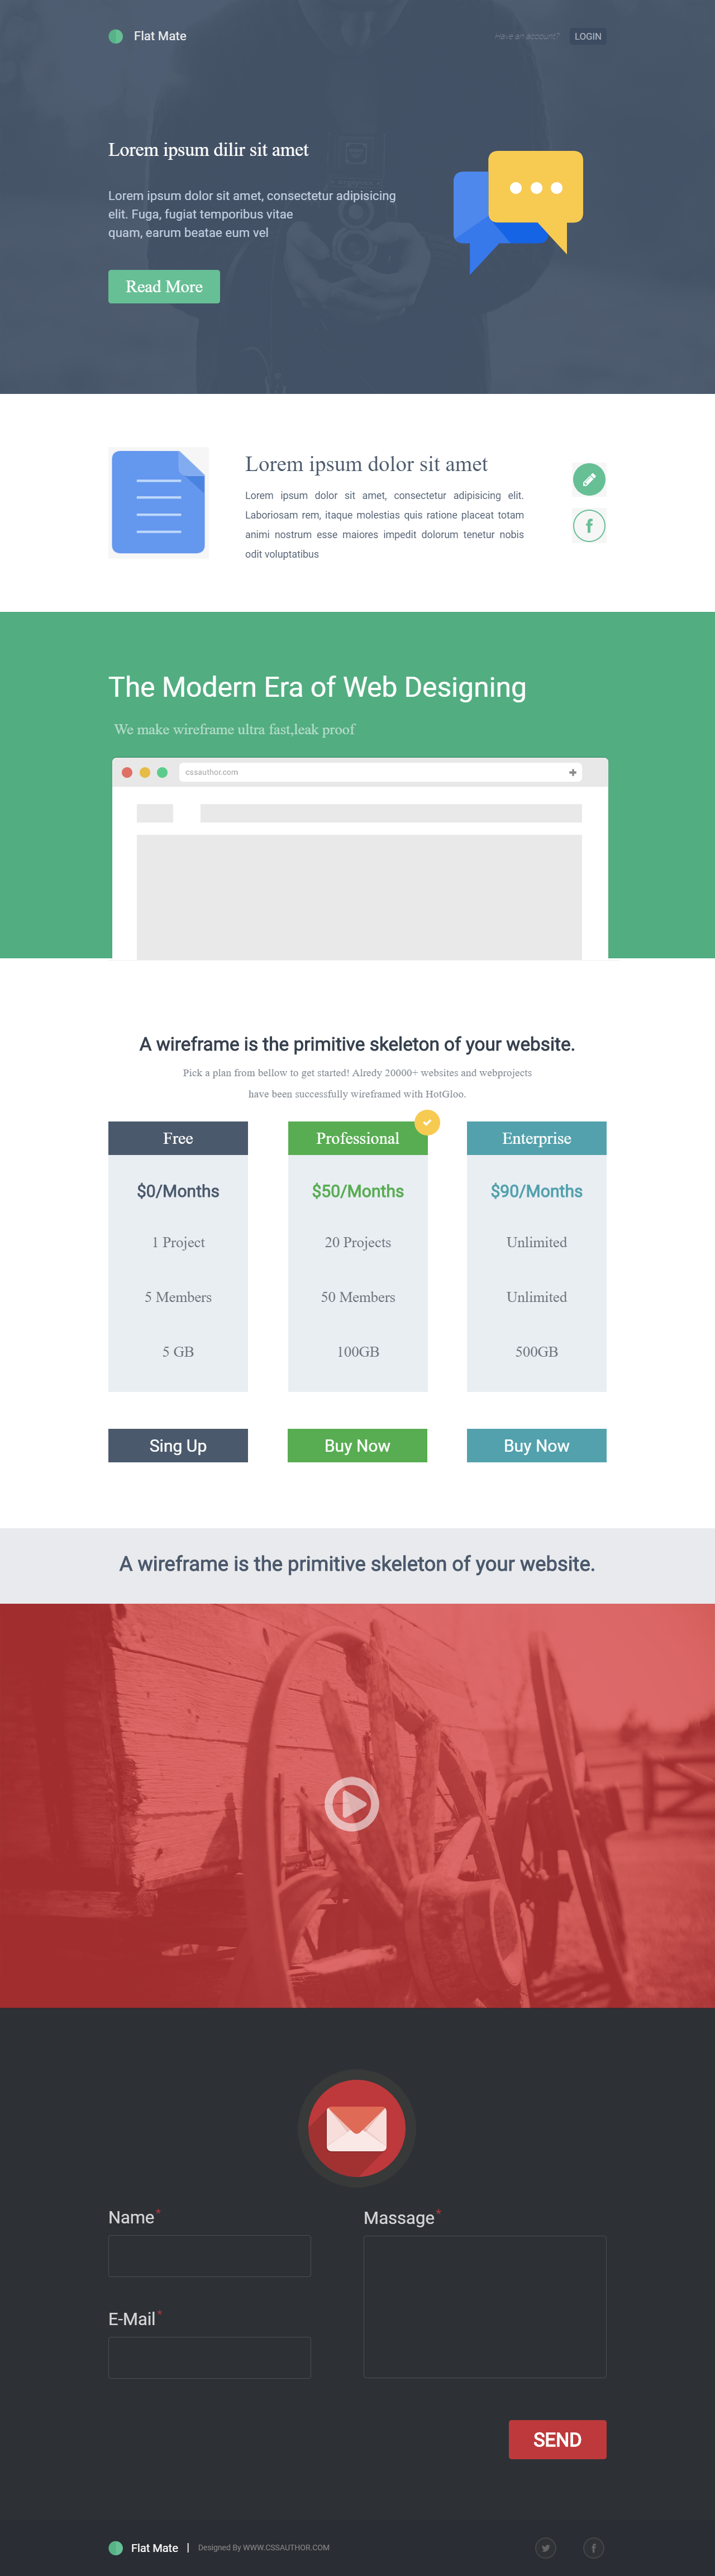 Flat Mate
Have an account?
LOGIN
Lorem ipsum dilir sit amet
Lorem ipsum dolor sit amet, consectetur adipisicing
elit. Fuga, fugiat temporibus vitae
quam, earum beatae eum vel
Read More
Lorem ipsum dolor sit amet
Lorem ipsum dolor sit amet, consectetur adipisicing elit.
Laboriosam rem, itaque molestias quis ratione placeat totam
animi nostrum esse maiores impedit dolorum tenetur nobis
odit voluptatibus
The Modern Era of Web Designing
We make wireframe ultra fast,leak proof
cssauthor.com
A wireframe is the primitive skeleton of your website.
Pick a plan from bellow to get started! Alredy 20000+ websites and webprojects
have been successfully wireframed with HotGloo.
Free
$0/Months
1 Project
5 Members
5 GB
Sing Up
Professional
$50/Months
20 Projects
50 Members
100GB
Buy Now
Enterprise
$90/Months
Unlimited
Unlimited
500GB
Buy Now
A wireframe is the primitive skeleton of your website.
Name*
E-Mail*
Massage*
SEND
Flat Mate | Designed By WWW.CSSAUTHOR.COM